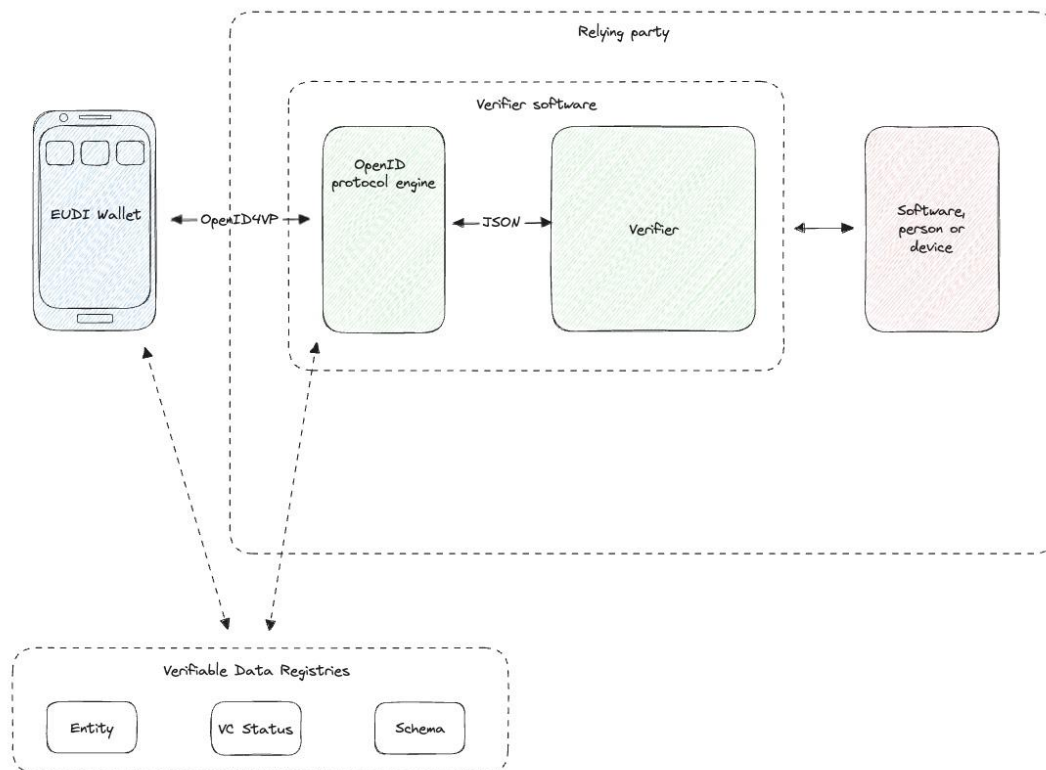 Relying party
Verifier software
EUDI Wallet
OpenID4VP
OpenID
protocol engine
JSON
Verifier
Software,
person or
device
Verifiable Data Registries
Entity
VC Status
Schema